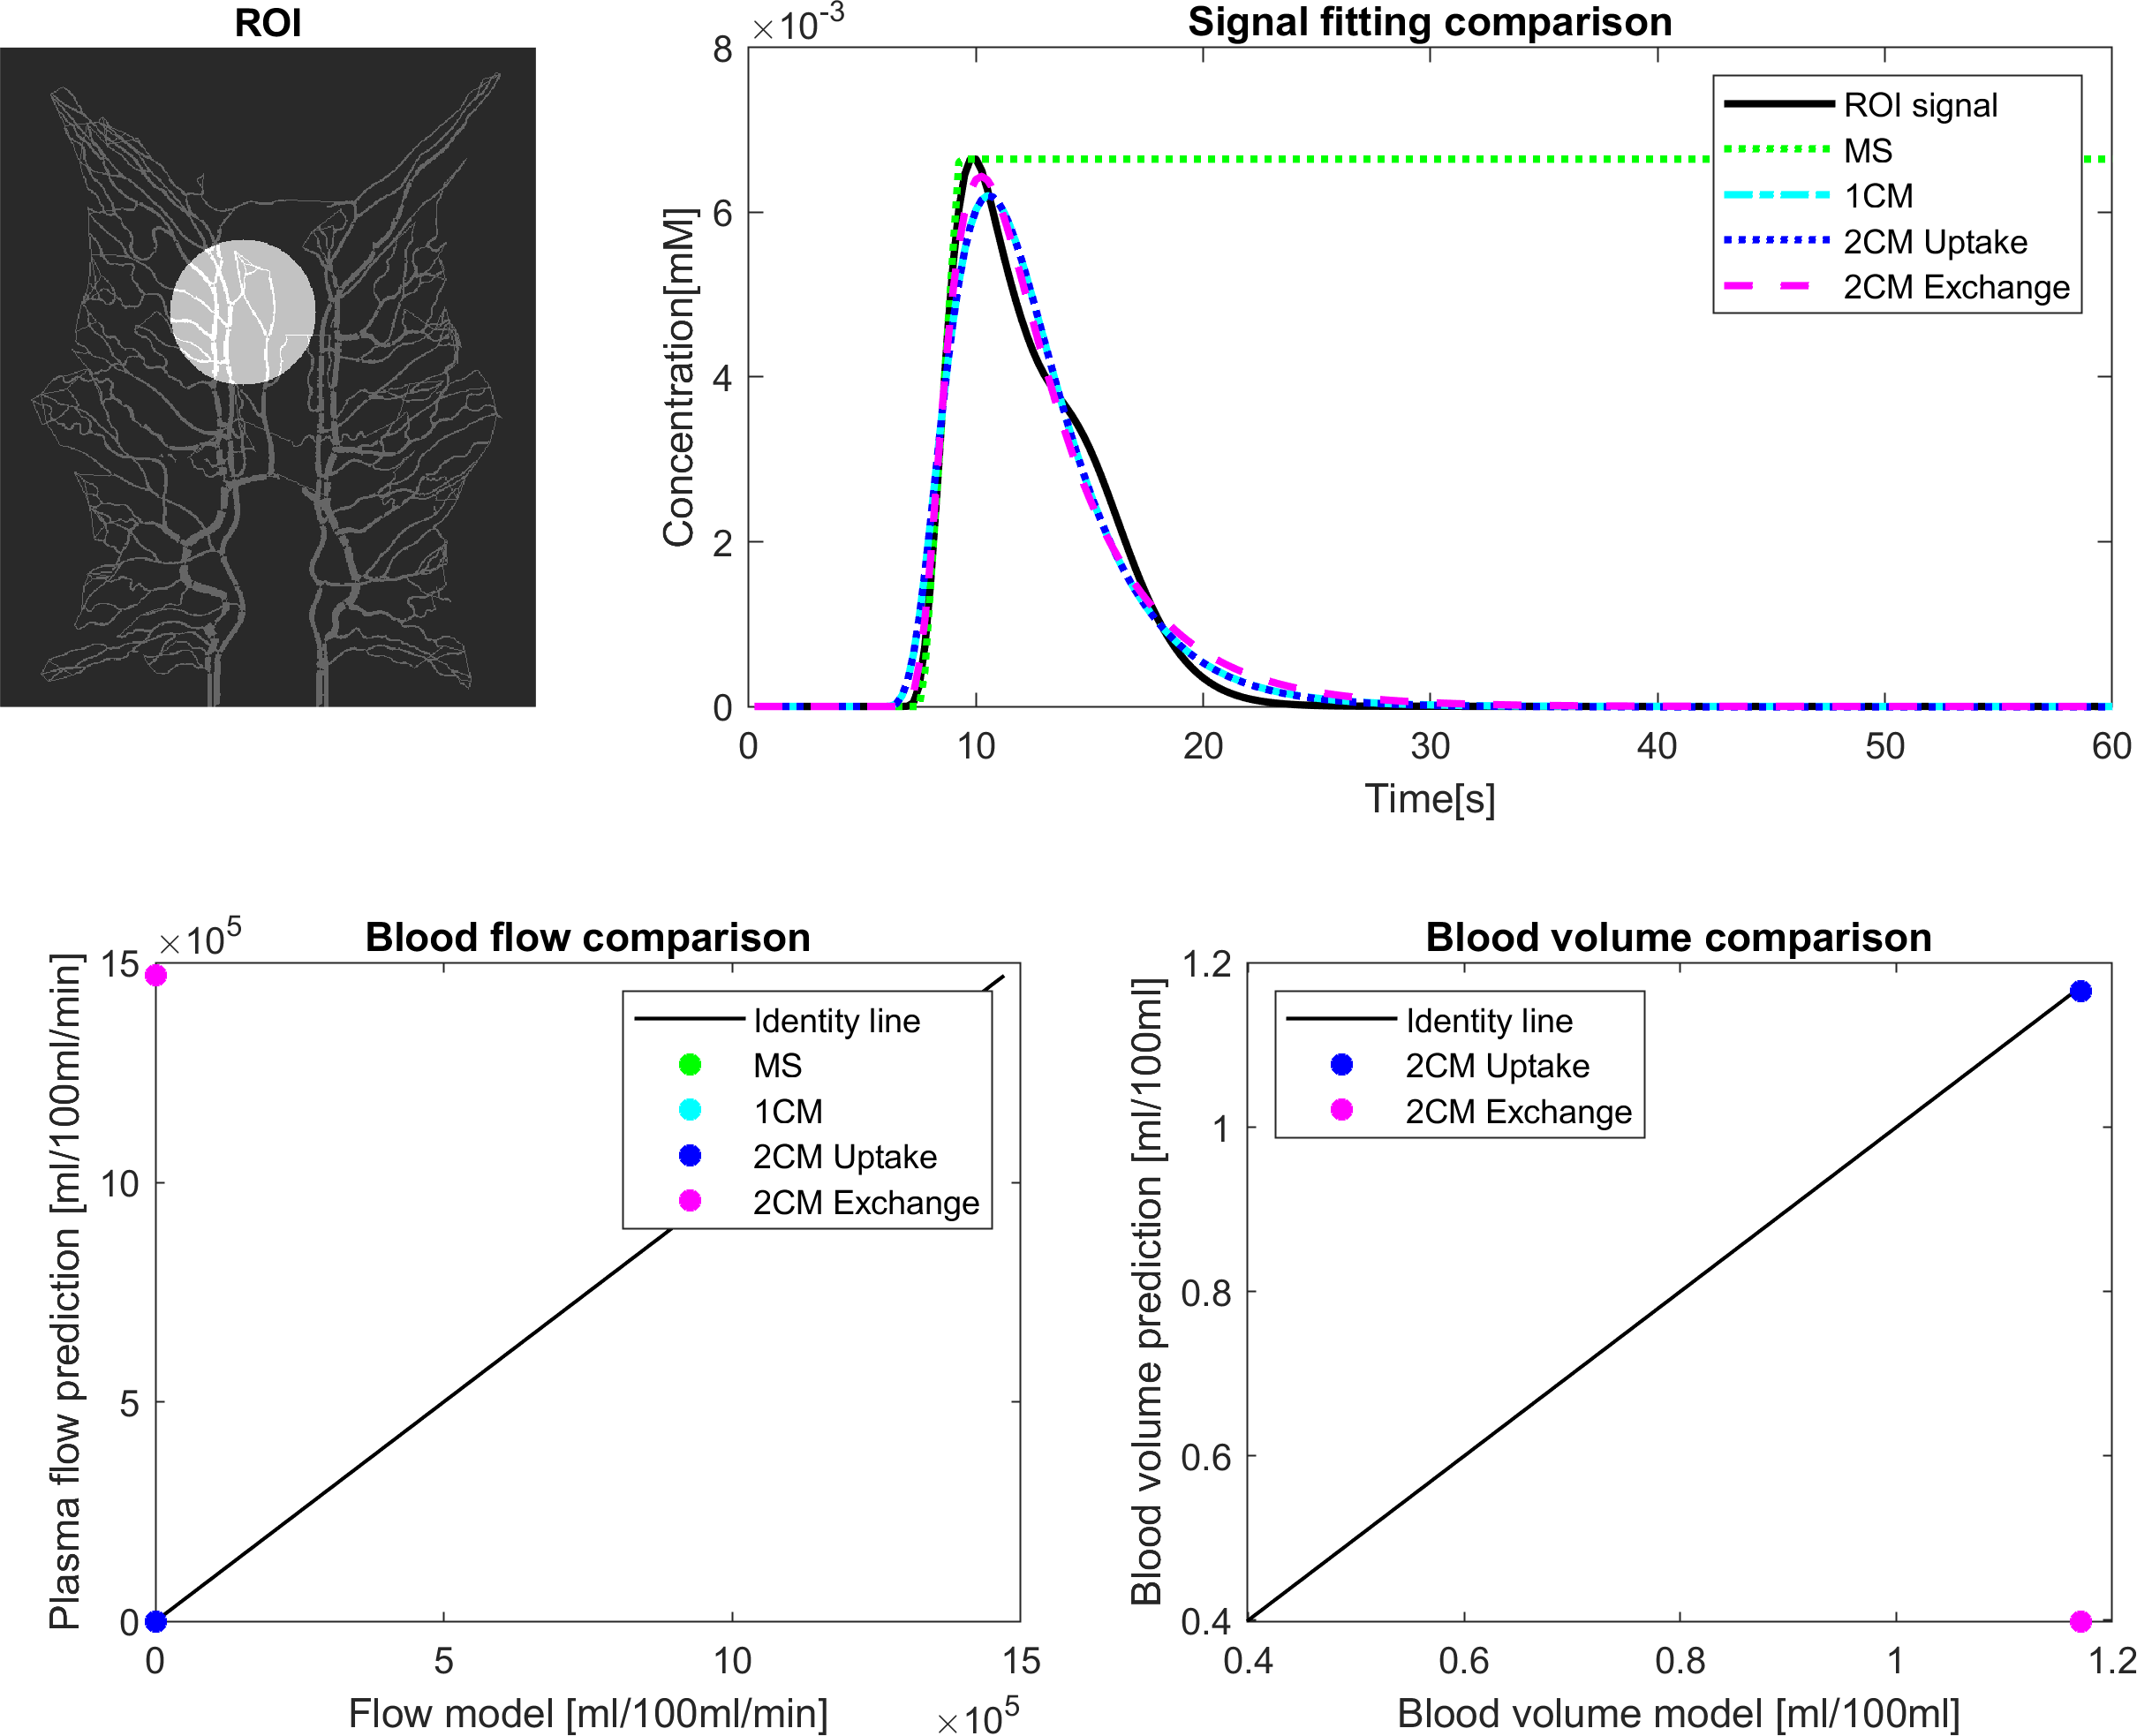 ROI
Signal fitting comparison
×10-3
8
6
4
2
0
Concentration[mM]
0 10 20 30 40 50 60
Time[s]
ROI signal
MS
1CM
2CM Uptake
2CM Exchange
Blood flow comparison
×105
15
10
5
0
Plasma flow prediction [ml/100ml/min]
0 5 10 15
Flow model [ml/100ml/min]
×105
Identity line
MS
1CM
2CM Uptake
2CM Exchange
Blood volume comparison
1.2
1
0.8
0.6
0.4
Blood volume prediction [ml/100ml]
0.4 0.6 0.8 1 1.2
Blood volume model [ml/100ml]
Identity line
2CM Uptake
2CM Exchange